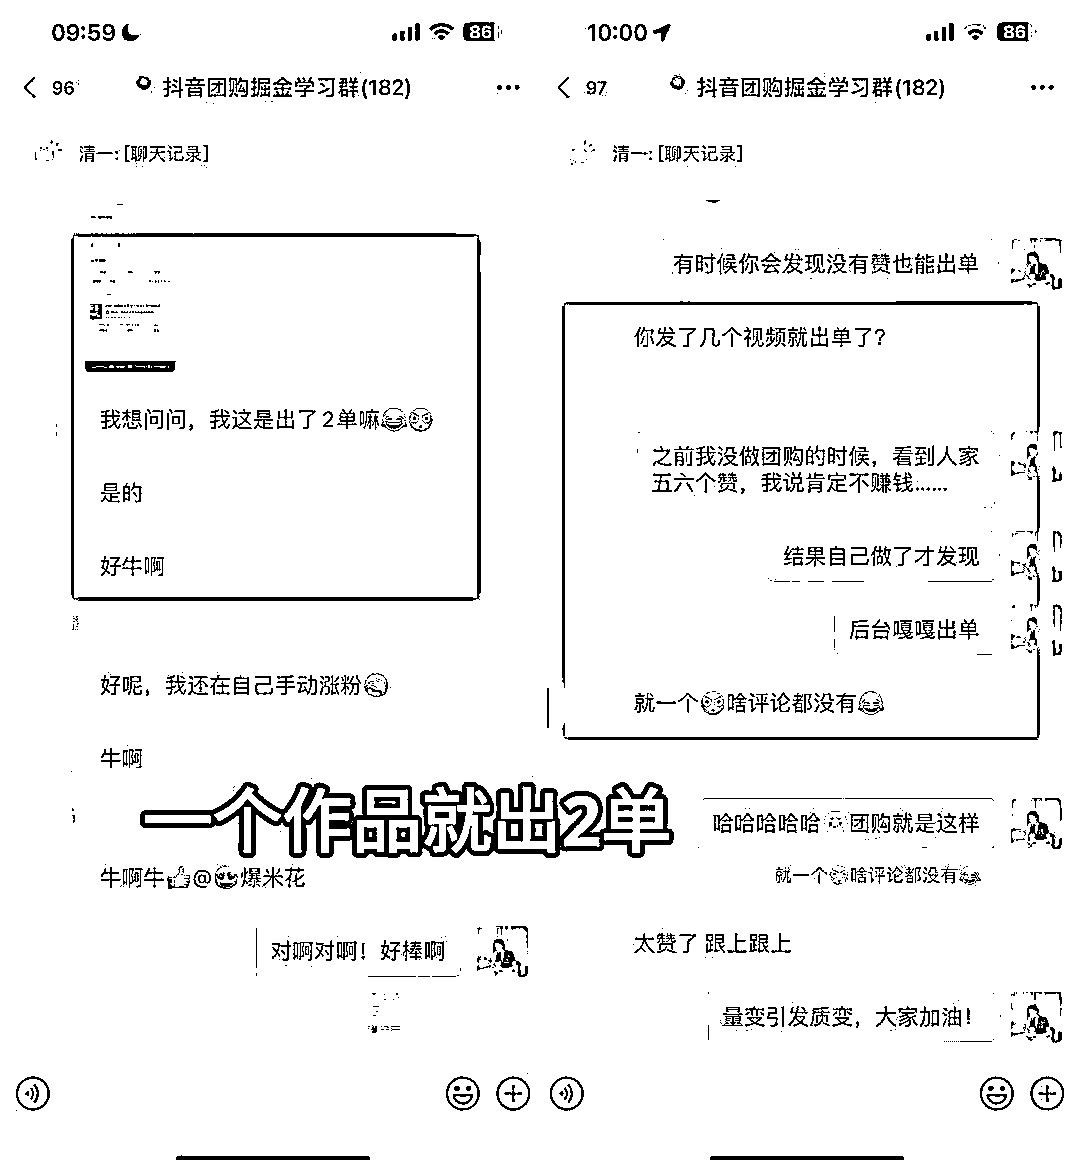 09:59
86
96
抖音团购掘金学习群(182)
清一: [聊天记录]
我想问问，我这是出了2单嘛😂
是的
好牛啊
好呢，我还在自己手动涨粉
牛啊
牛啊牛👍@😍爆米花
对啊对啊！好棒啊
10:00
86
97
抖音团购掘金学习群(182)
清一: [聊天记录]
有时候你会发现没有赞也能出单
你发了几个视频就出单了?
之前我没做团购的时候，看到人家
五六个赞，我说肯定不赚钱......
结果自己做了才发现
后台嘎嘎出单
就一个啥评论都没有😂
哈哈哈哈哈团购就是这样
就一个啥评论都没有😂
太赞了 跟上跟上
量变引发质变，大家加油！
一个作品就出2单